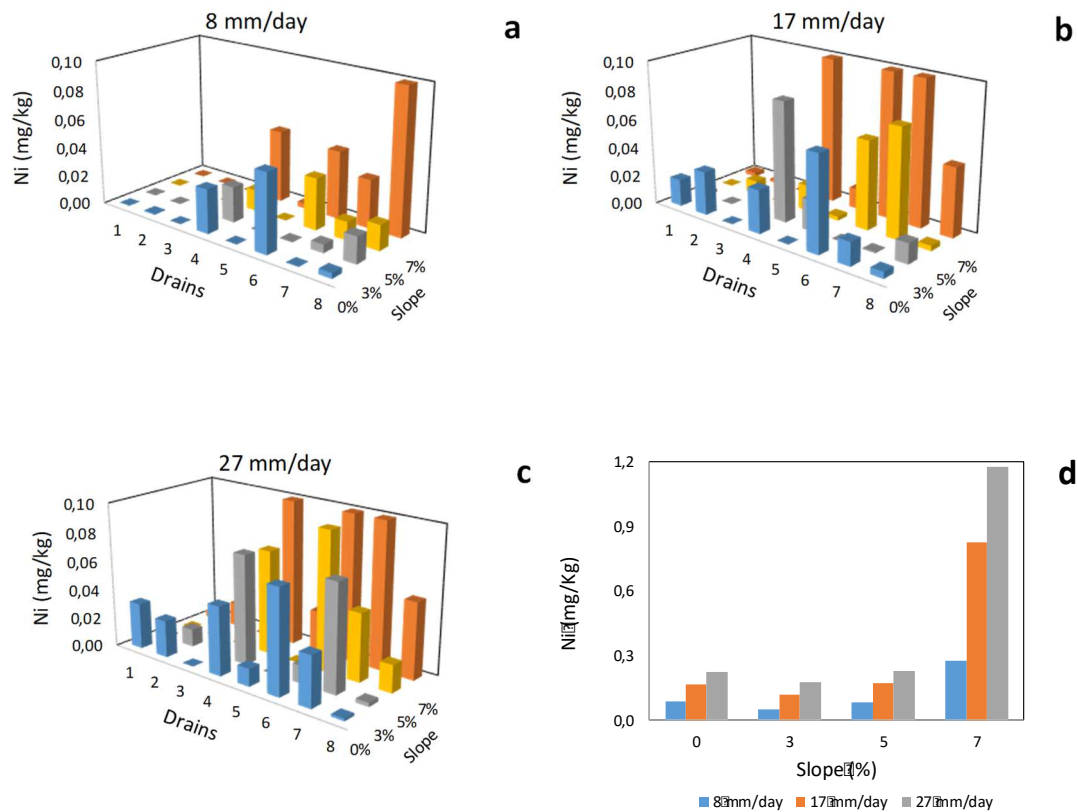 8 mm/day
a
Ni (mg/kg)
0,10
0,08
0,06
0,04
0,02
0,00
1
2
3
4
5
6
7
8
Drains
0%
3%
5%
7%
Slope
17 mm/day
b
Ni (mg/kg)
0,10
0,08
0,06
0,04
0,02
0,00
1
2
3
4
5
6
7
8
Drains
0%
3%
5%
7%
Slope
27 mm/day
c
Ni (mg/kg)
0,10
0,08
0,06
0,04
0,02
0,00
1
2
3
4
5
6
7
8
Drains
0%
3%
5%
7%
Slope
d
Ni (mg/Kg)
1,2
0,9
0,6
0,3
0,0
0 3 5 7
Slope (%)
8 mm/day 17 mm/day 27 mm/day